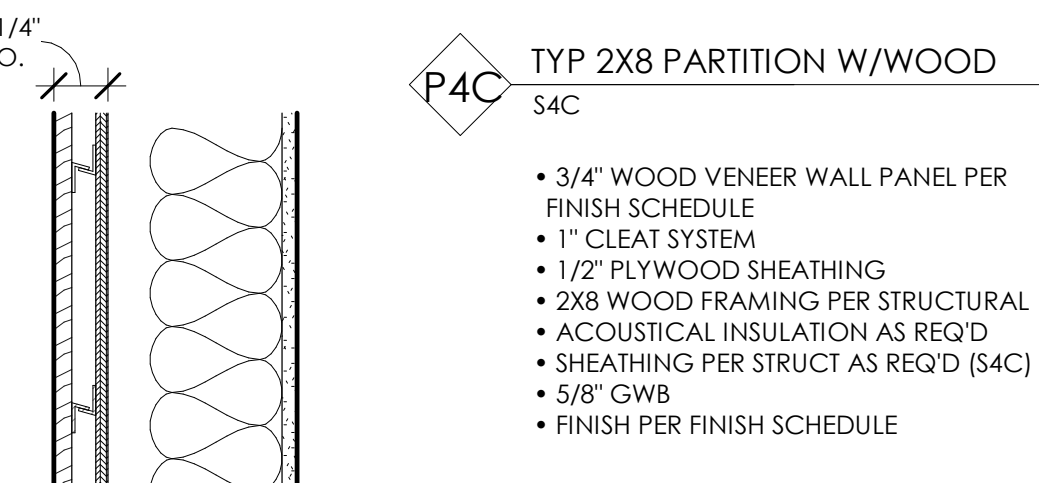 1/4"
O.
P4C
TYP 2X8 PARTITION W/WOOD
S4C
• 3/4" WOOD VENEER WALL PANEL PER
FINISH SCHEDULE
• 1" CLEAT SYSTEM
• 1/2" PLYWOOD SHEATHING
• 2X8 WOOD FRAMING PER STRUCTURAL
• ACOUSTICAL INSULATION AS REQ'D
• SHEATHING PER STRUCT AS REQ'D (S4C)
• 5/8" GWB
• FINISH PER FINISH SCHEDULE